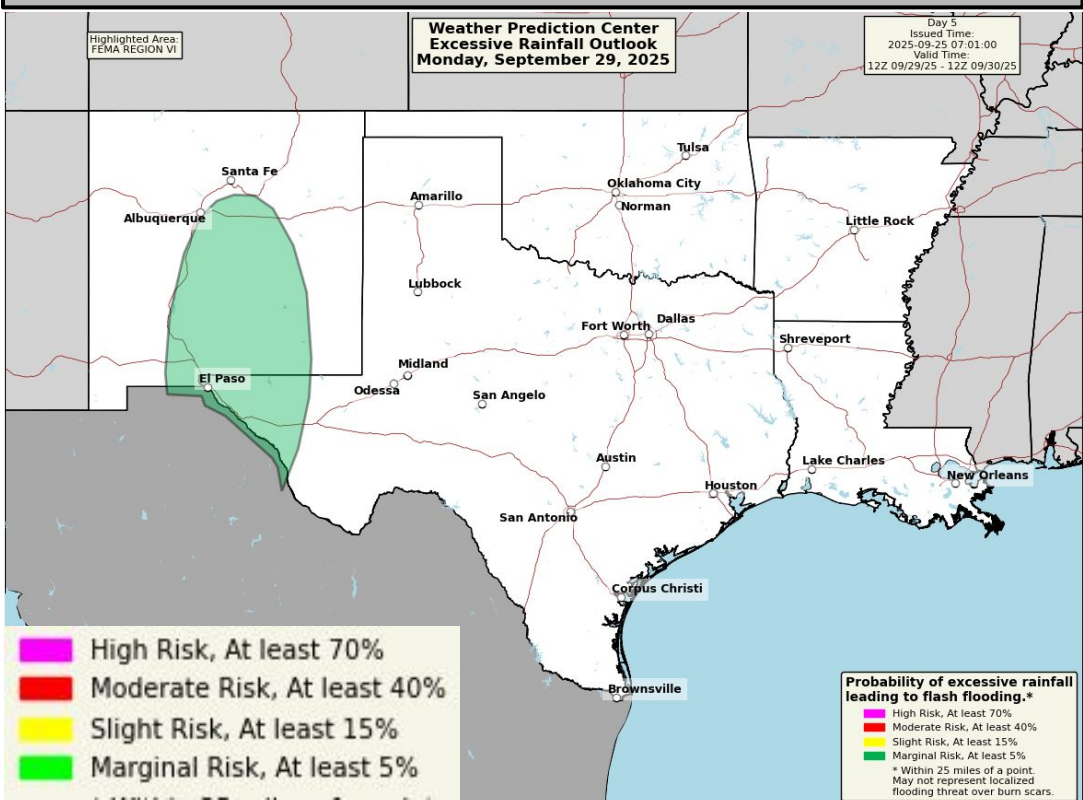 Highlighted Area:
FEMA REGION VI
Weather Prediction Center
Excessive Rainfall Outlook
Monday, September 29, 2025
Day 5
Issued Time:
2025-09-25 07:01:00
Valid Time:
12Z 09/29/25 - 12Z 09/30/25
Santa Fe
Albuquerque
Amarillo
Tulsa
Oklahoma City
Norman
Little Rock
Lubbock
Fort Worth
Dallas
Shreveport
El Paso
Midland
Odessa
San Angelo
Austin
Lake Charles
New Orleans
Houston
San Antonio
Corpus Christi
Brownsville
High Risk, At least 70%
Moderate Risk, At least 40%
Slight Risk, At least 15%
Marginal Risk, At least 5%
Probability of excessive rainfall
leading to flash flooding.*
High Risk, At least 70%
Moderate Risk, At least 40%
Slight Risk, At least 15%
Marginal Risk, At least 5%
* Within 25 miles of a point.
May not represent localized
flooding threat over burn scars.